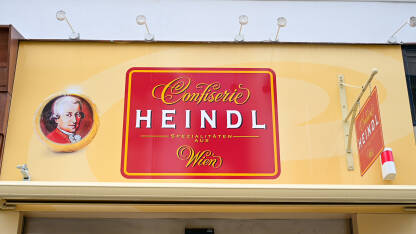 Confiserie
HEINDL
SPEZIALITÄTEN
AUS
Wien
HEINDL